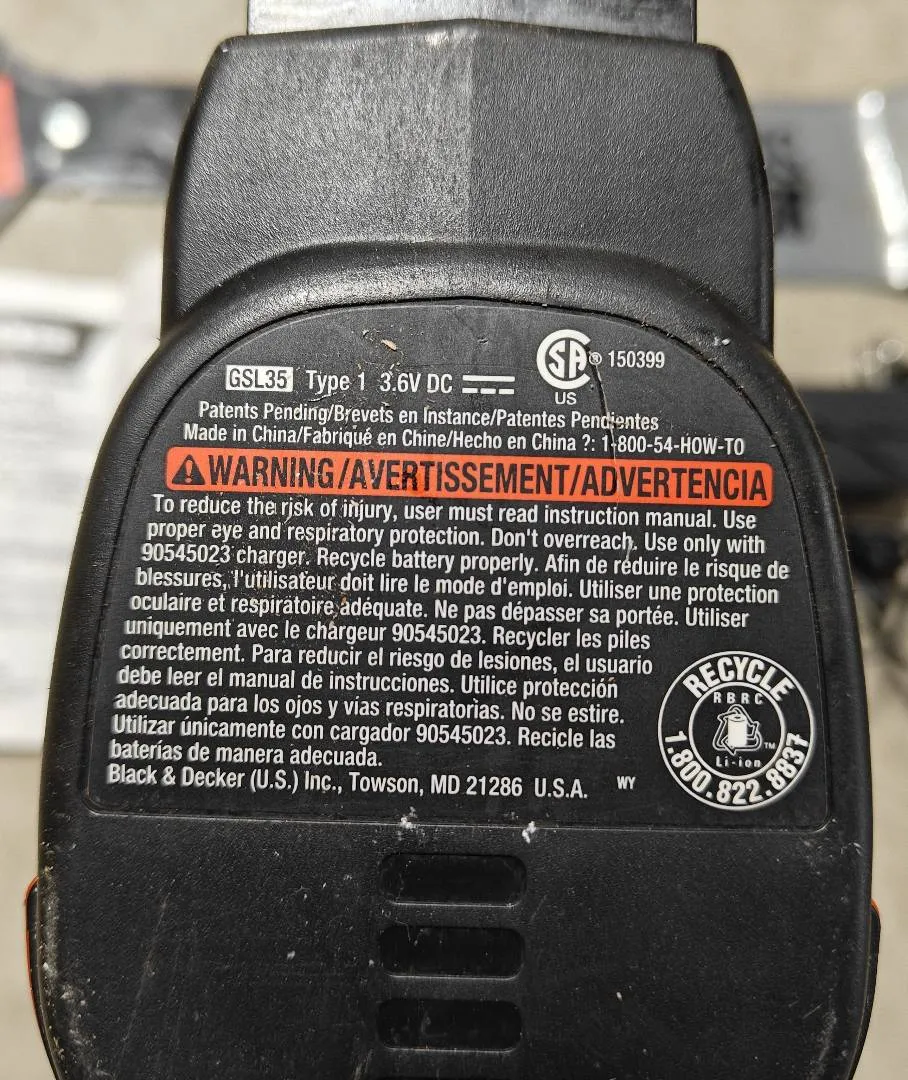 GSL35 Type 1 3.6V DC
SA ® 150399
US
Patents Pending/Brevets en Instance/Patentes Pendientes
Made in China/Fabriqué en Chine/Hecho en China ?: 1-800-54-HOW-TO
WARNING/AVERTISSEMENT/ADVERTENCIA
To reduce the risk of injury, user must read instruction manual. Use
proper eye and respiratory protection. Don't overreach. Use only with
90545023 charger. Recycle battery properly. Afin de réduire le risque de
blessures, l'utilisateur doit lire le mode d'emploi. Utiliser une protection
oculaire et respiratoire adéquate. Ne pas dépasser sa portée. Utiliser
uniquement avec le chargeur 90545023. Recycler les piles
correctement. Para reducir el riesgo de lesiones, el usuario
debe leer el manual de instrucciones. Utilice protección
adecuada para los ojos y vias respiratorias. No se estire.
Utilizar únicamente con cargador 90545023. Recicle las
baterías de manera adecuada.
Black & Decker (U.S.) Inc., Towson, MD 21286 U.S.A. WY
RECYCLE
RBRC
Li-ion TM
1.800.822.8837